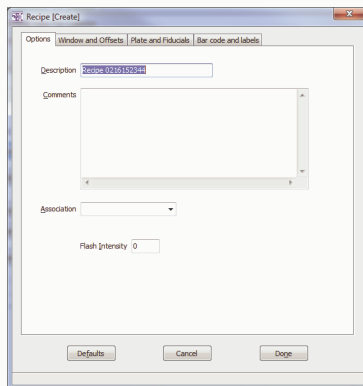 Recipe [Create]
Options Window and Offsets Plate and Fiducials Bar code and labels
Description Recipe 0216152344
Comments
Association
Flash Intensity 0
Defaults Cancel Done